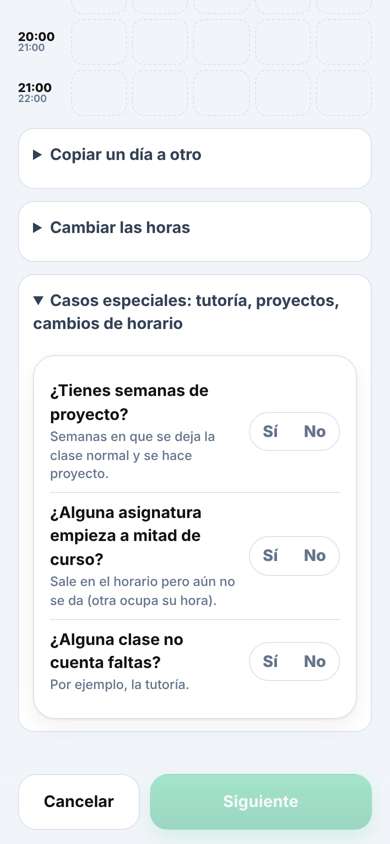 20:00
21:00
21:00
22:00
Copiar un día a otro
Cambiar las horas
Casos especiales: tutoría, proyectos,
cambios de horario
¿Tienes semanas de
proyecto?
Semanas en que se deja la
clase normal y se hace
proyecto.
Sí No
¿Alguna asignatura
empieza a mitad de
curso?
Sale en el horario pero aún no
se da (otra ocupa su hora).
Sí No
¿Alguna clase no
cuenta faltas?
Por ejemplo, la tutoría.
Sí No
Cancelar
Siguiente